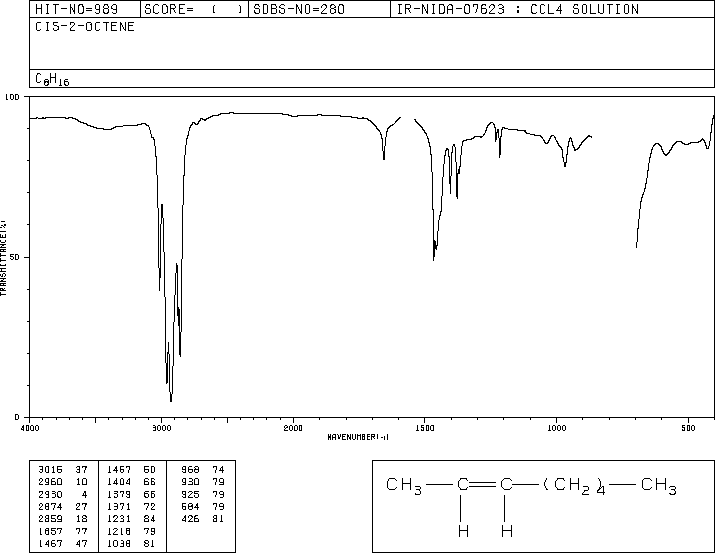 HIT-NO=989 SCORE= ( ) SDBS-NO=280 IR-NIDA-07623 : CCL4 SOLUTION
CIS-2-OCTENE
C8H16
100
50
0
TRANSMITTANCE(%)
4000 3000 2000 1500 1000 500
WAVENUMBER(-1)
3016 37 1457 50 968 74
2960 10 1404 66 930 79
2930 4 1379 66 925 79
2874 27 1371 72 584 79
2859 18 1231 84 426 81
1657 77 1218 79
1467 47 1038 81
CH3 C C (CH2)4 CH3
H H